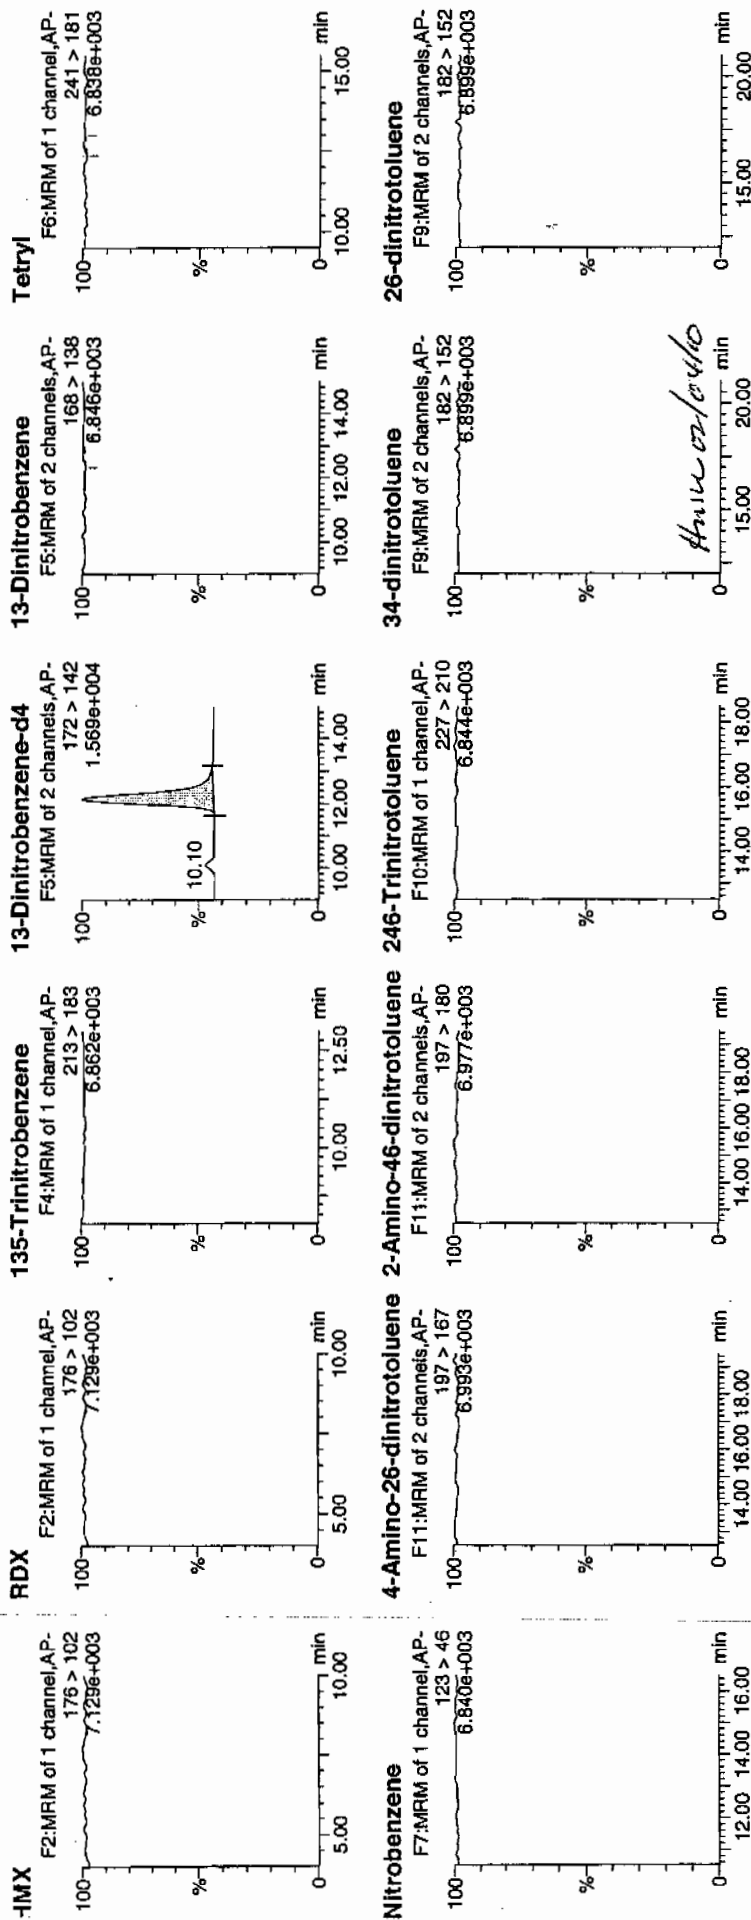 HMX
F2:MRM of 1 channel,AP-
176 > 102
7.129e+003
100
%
0
5.00
10.00
min
RDX
F2:MRM of 1 channel,AP-
176 > 102
7.129e+003
100
%
0
5.00
10.00
min
135-Trinitrobenzene
F4:MRM of 1 channel,AP-
213 > 183
6.862e+003
100
%
0
10.00
12.50
min
13-Dinitrobenzene-d4
F5:MRM of 2 channels,AP-
172 > 142
1.569e+004
100
%
10.10
0
10.00
12.00
14.00
min
13-Dinitrobenzene
F5:MRM of 2 channels,AP-
168 > 138
6.846e+003
100
%
0
10.00
12.00
14.00
min
Tetryl
F6:MRM of 1 channel,AP-
241 > 181
6.838e+003
100
%
0
10.00
15.00
min
Nitrobenzene
F7:MRM of 1 channel,AP-
123 > 46
6.840e+003
100
%
0
12.00
14.00
16.00
min
4-Amino-26-dinitrotoluene
F11:MRM of 2 channels,AP-
197 > 167
6.993e+003
100
%
0
14.00
16.00
18.00
min
2-Amino-46-dinitrotoluene
F11:MRM of 2 channels,AP-
197 > 180
6.977e+003
100
%
0
14.00
16.00
18.00
min
246-Trinitrotoluene
F10:MRM of 1 channel,AP-
227 > 210
6.844e+003
100
%
0
14.00
16.00
18.00
min
34-dinitrotoluene
F9:MRM of 2 channels,AP-
182 > 152
6.899e+003
100
%
0
15.00
20.00
min
02/04/10
26-dinitrotoluene
F9:MRM of 2 channels,AP-
182 > 152
6.899e+003
100
%
0
15.00
20.00
min